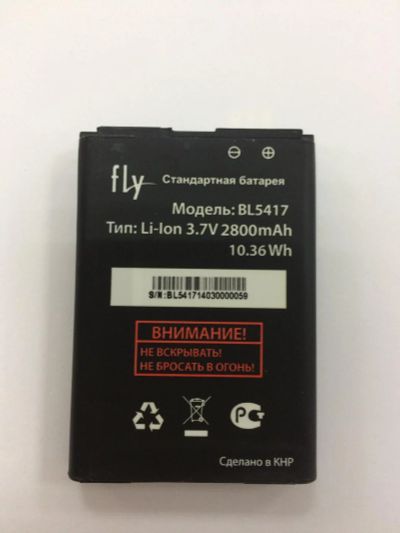 fly Стандартная батарея
Модель: BL5417
Тип: Li-Ion 3.7V 2800mAh
10.36 Wh
S/N:BL541714030000059
ВНИМАНИЕ!
НЕ ВСКРЫВАТЬ!
НЕ БРОСАТЬ В ОГОНЬ!
Сделано в КНР